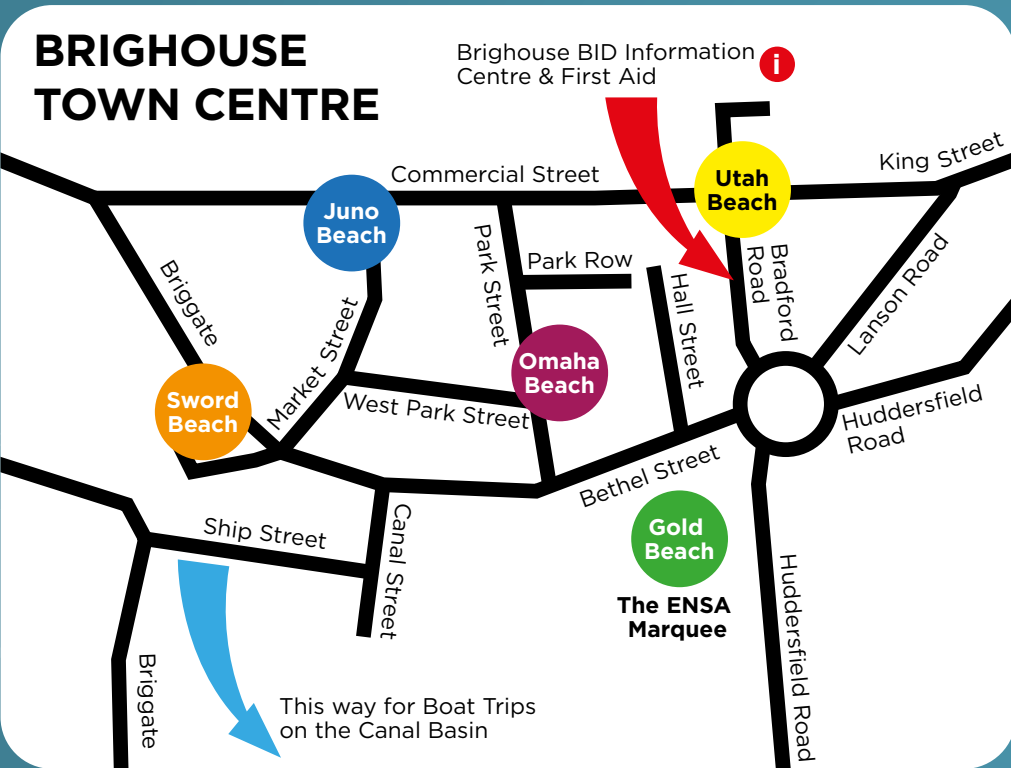 BRIGHOUSE
TOWN CENTRE
Brighouse BID Information
Centre & First Aid
i
Commercial Street
King Street
Utah
Beach
Juno
Beach
Park Street
Park Row
Bradford
Road
Hall Street
Lanson Road
Briggate
Market Street
Omaha
Beach
Sword
Beach
West Park Street
Huddersfield
Road
Bethel Street
Ship Street
Canal Street
Gold
Beach
The ENSA
Marquee
Huddersfield Road
Briggate
This way for Boat Trips
on the Canal Basin